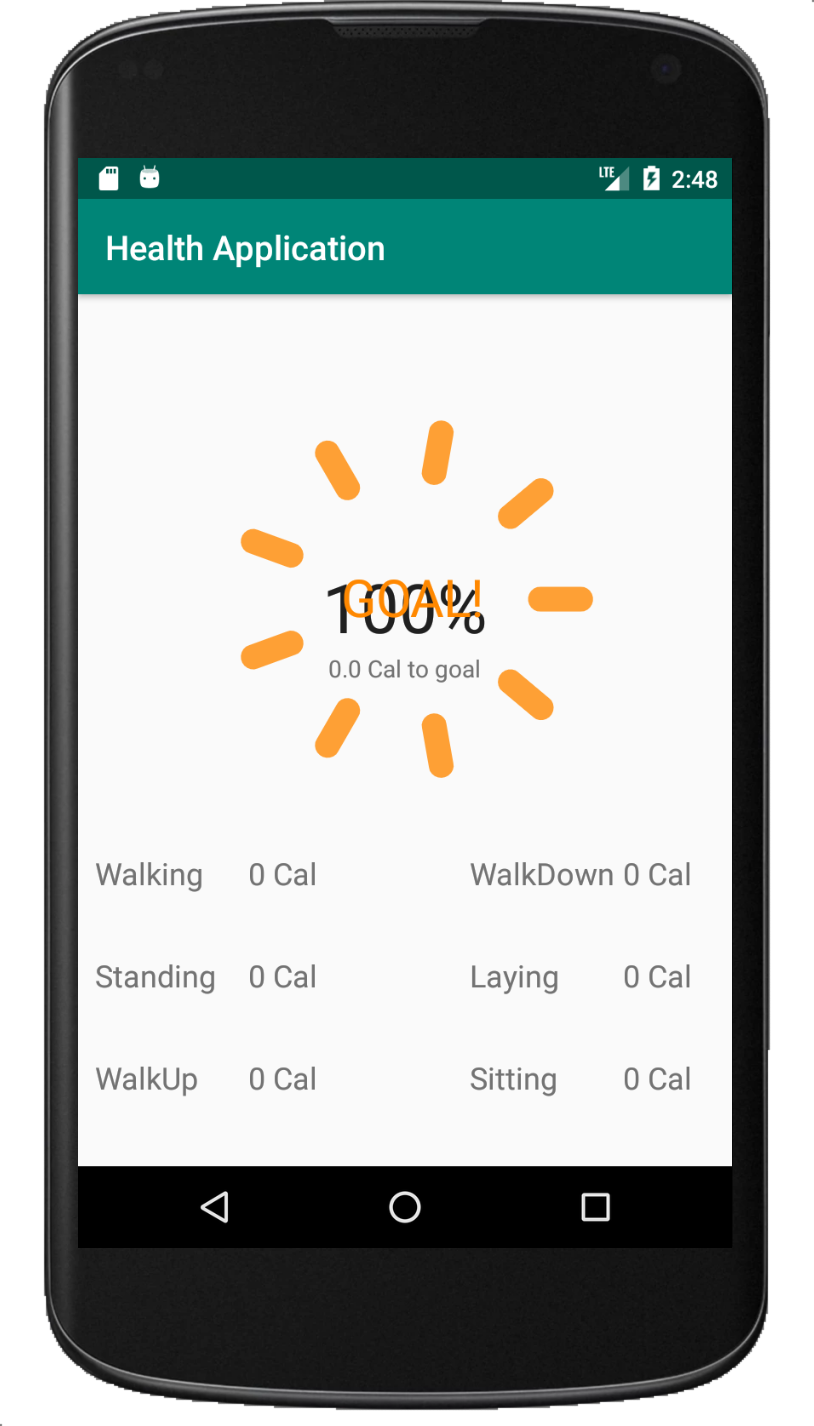 LTE 2:48
Health Application
GOAL!
100%
0.0 Cal to goal
Walking 0 Cal WalkDown 0 Cal
Standing 0 Cal Laying 0 Cal
WalkUp 0 Cal Sitting 0 Cal